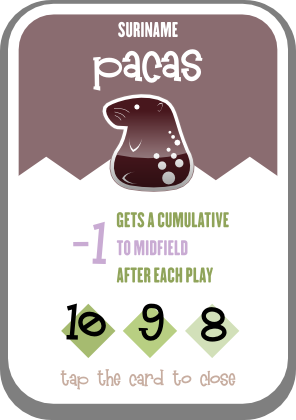 SURINAME
pacas
-1
GETS A CUMULATIVE
TO MIDFIELD
AFTER EACH PLAY
10 9 8
tap the card to close